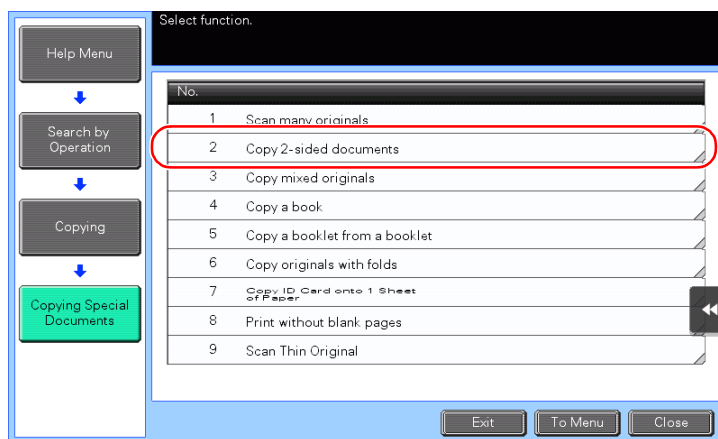 Select function.
Help Menu
Search by
Operation
Copying
Copying Special
Documents
No.
1 Scan many originals
2 Copy 2-sided documents
3 Copy mixed originals
4 Copy a book
5 Copy a booklet from a booklet
6 Copy originals with folds
7 Copy ID Card onto 1 Sheet
of Paper
8 Print without blank pages
9 Scan Thin Original
Exit
To Menu
Close